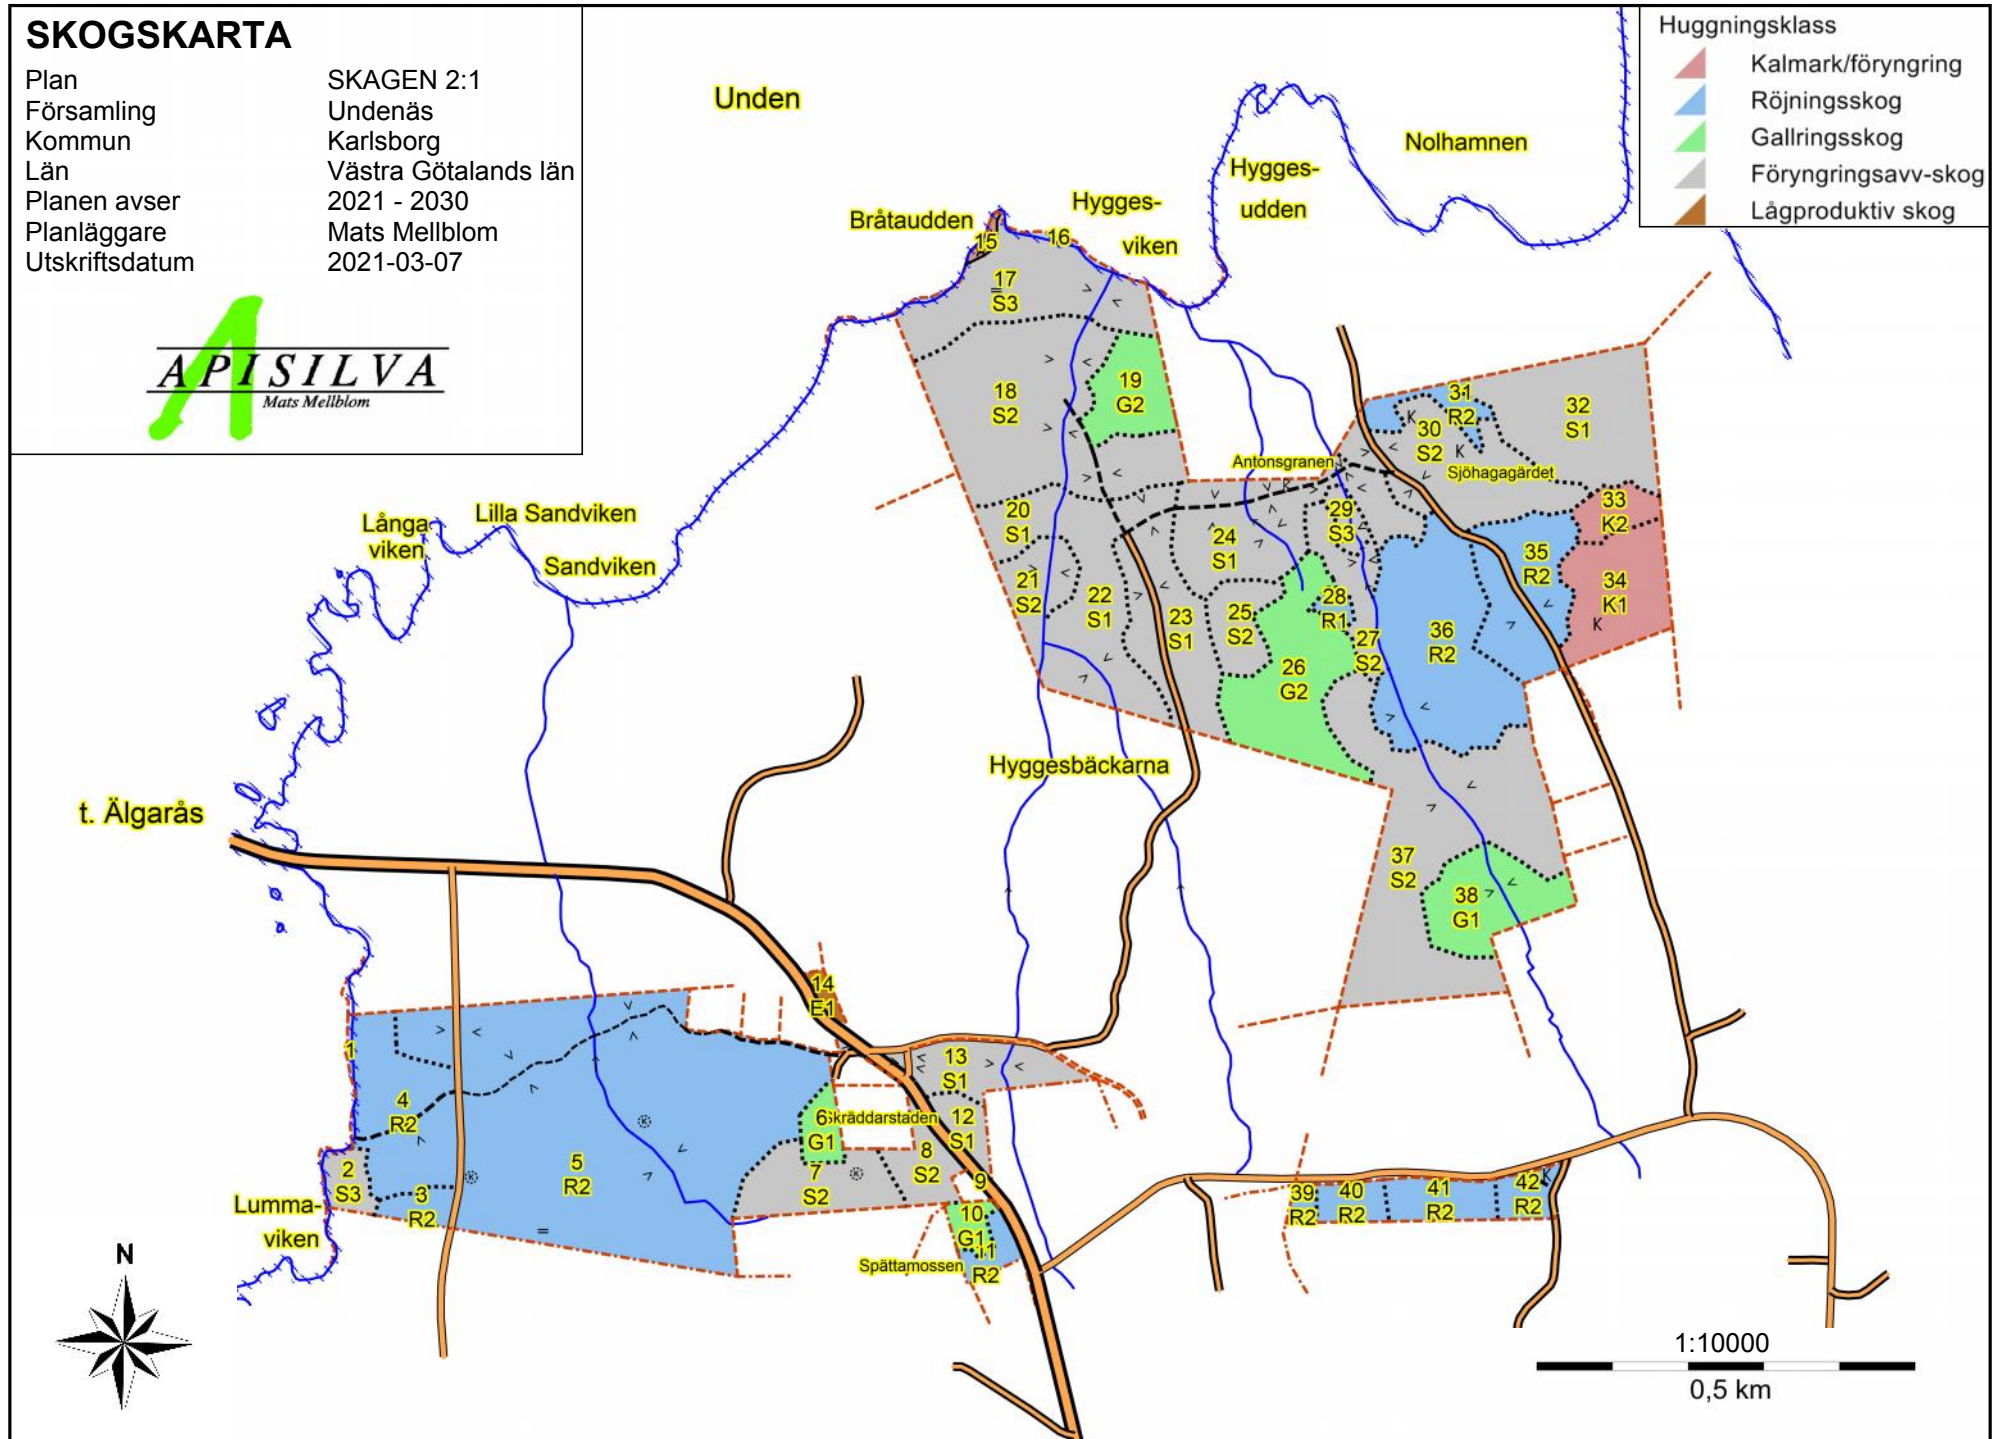 SKOGSKARTA
Plan SKAGEN 2:1
Församling Undenäs
Kommun Karlsborg
Län Västra Götalands län
Planen avser 2021 - 2030
Planläggare Mats Mellblom
Utskriftsdatum 2021-03-07
APISILVA
Mats Mellblom
Huggningsklass
Kalmark/föryngring
Röjningsskog
Gallringsskog
Föryngringsavv-skog
Lågproduktiv skog
Unden
Nolhamnen
Hygges-
udden
Hygges-
viken
Bråtaudden
15
16
17
S3
18
S2
19
G2
31
R2
32
S1
30
S2
K
K
Sjöhagagärdet
Antonsgranen
K
33
K2
20
S1
29
S3
24
S1
35
R2
34
K1
K
21
S2
22
S1
23
S1
25
S2
28
R1
27
S2
36
R2
26
G2
Långa
viken
Lilla Sandviken
Sandviken
Hyggesbäckarna
t. Älgarås
37
S2
38
G1
14
E1
1
13
S1
4
R2
6
G1
Skräddarstaden
12
S1
K
5
R2
8
S2
7
S2
K
2
S3
K
3
R2
9
10
G1
11
R2
39
R2
40
R2
41
R2
42
R2
K
Lumma-
viken
Spättamossen
N
1:10000
0,5 km